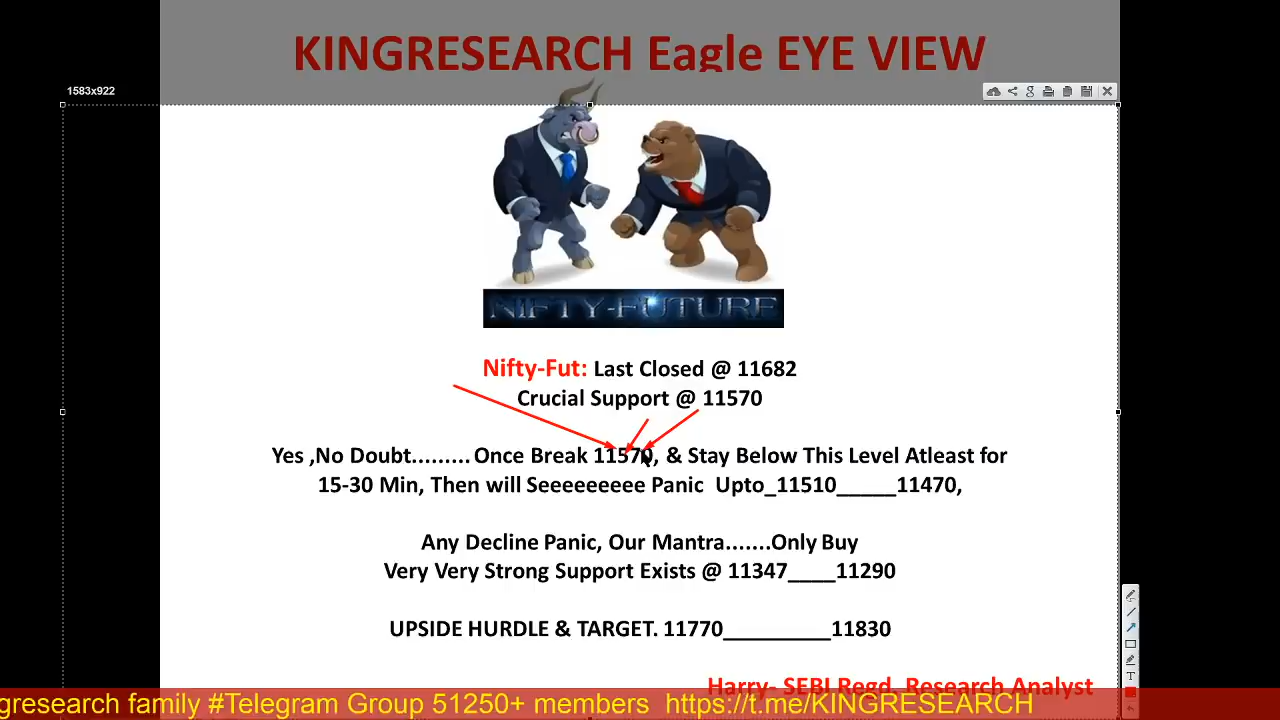 KINGRESEARCH Eagle EYE VIEW
1583x922
NIFTY-FUTURE
Nifty-Fut: Last Closed @ 11682
Crucial Support @ 11570
Yes ,No Doubt.........Once Break 11570, & Stay Below This Level Atleast for
15-30 Min, Then will Seeeeeeeee Panic Upto_11510_____11470,
Any Decline Panic, Our Mantra.......Only Buy
Very Very Strong Support Exists @ 11347____11290
UPSIDE HURDLE & TARGET. 11770_________11830
Harry- SEBI Regd. Research Analyst
gresearch family #Telegram Group 51250+ members https://t.me/KINGRESEARCH